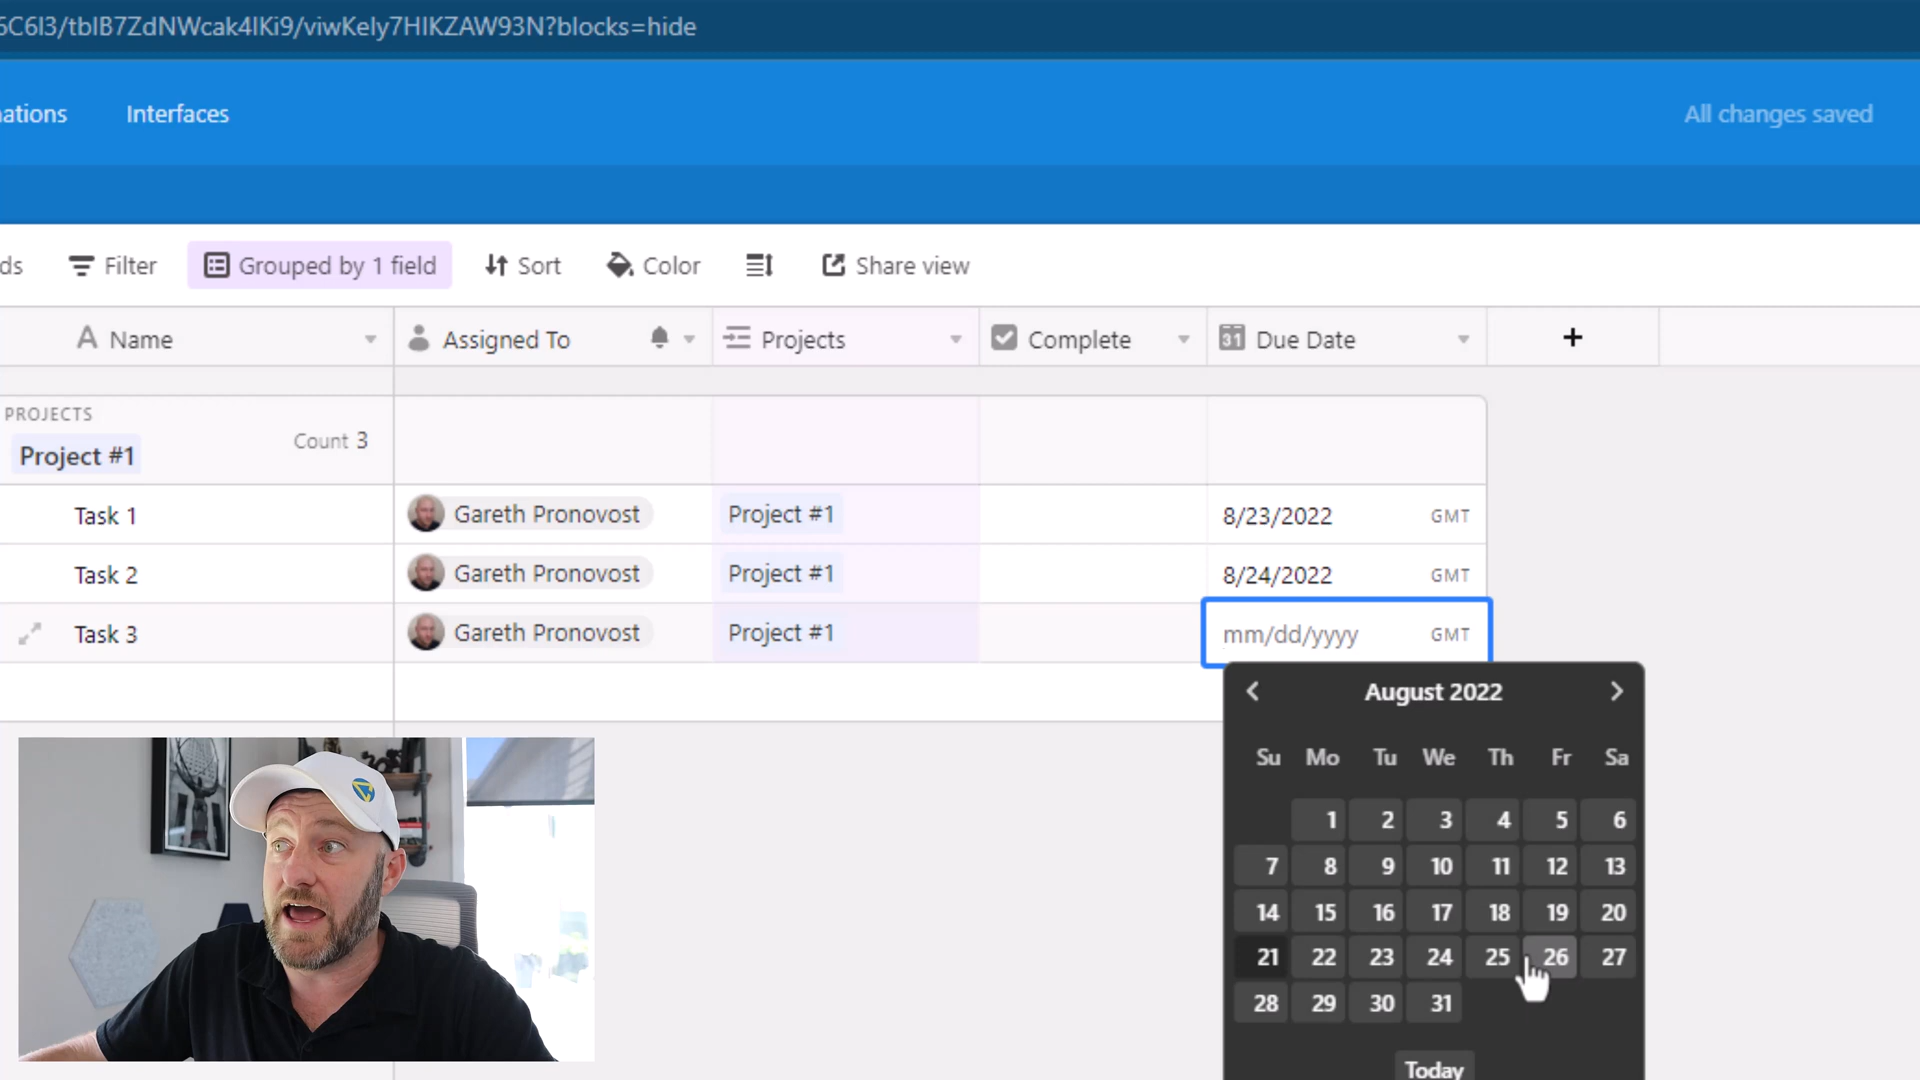 6C6l3/tblB7ZdNWcak4lKi9/viwKely7HIKZAW93N?blocks=hide
ations Interfaces All changes saved
ds Filter Grouped by 1 field Sort Color Share view
Name Assigned To Projects Complete 31 Due Date +
PROJECTS
Project #1 Count 3
Task 1 Gareth Pronovost Project #1 8/23/2022 GMT
Task 2 Gareth Pronovost Project #1 8/24/2022 GMT
Task 3 Gareth Pronovost Project #1 mm/dd/yyyy GMT
August 2022
Su Mo Tu We Th Fr Sa
1 2 3 4 5 6
7 8 9 10 11 12 13
14 15 16 17 18 19 20
21 22 23 24 25 26 27
28 29 30 31
Today